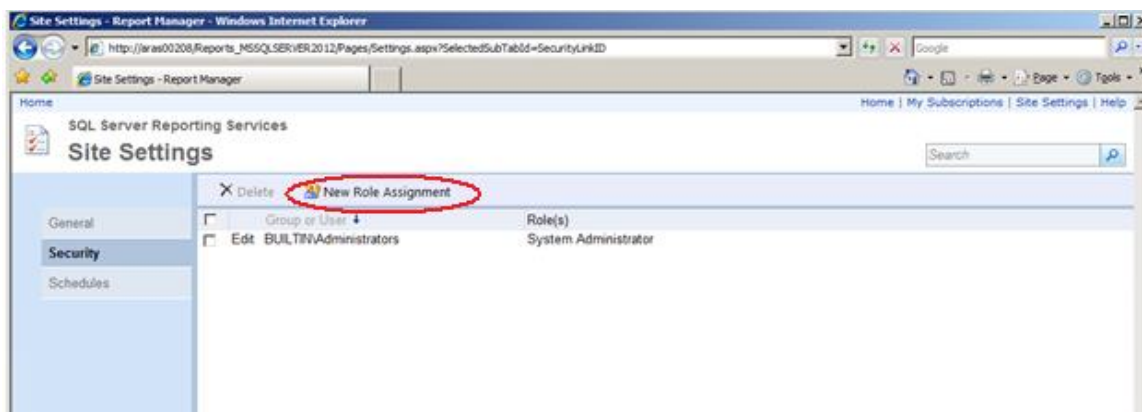 Site Settings - Report Manager - Windows Internet Explorer
http://aras00208/Reports_MSSQLSERVER2012/Pages/Settings.aspx?SelectedSubTabId=SecurityLinkID
Google
Site Settings - Report Manager
Page
Tools
Home
Home | My Subscriptions | Site Settings | Help
SQL Server Reporting Services
Site Settings
Search
Delete
New Role Assignment
General
Group or User
Role(s)
Edit BUILTIN\Administrators System Administrator
Security
Schedules